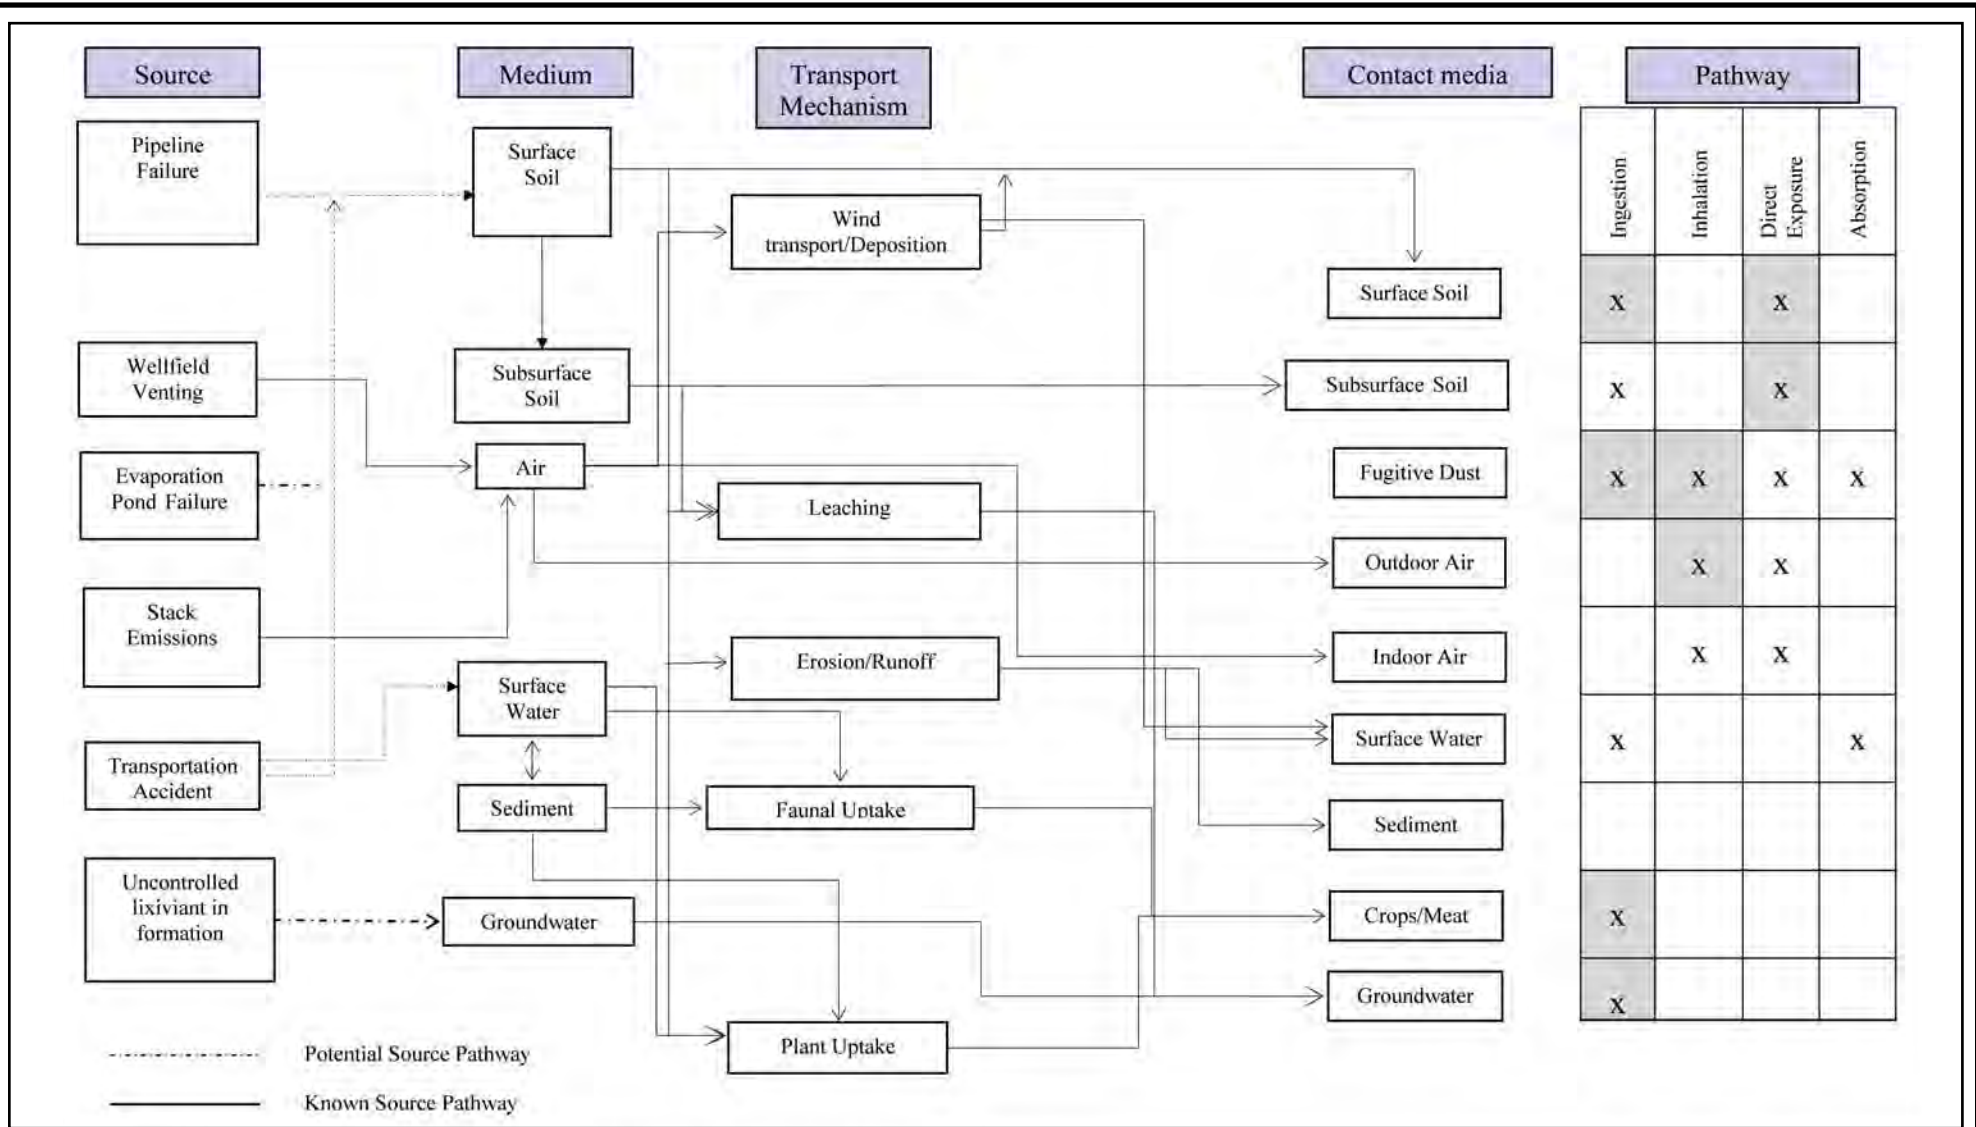 Source
Medium
Transport
Mechanism
Contact media
Pathway
Ingestion
Inhalation
Direct
Exposure
Absorption
Pipeline
Failure
Wellfield
Venting
Evaporation
Pond Failure
Stack
Emissions
Transportation
Accident
Uncontrolled
lixiviant in
formation
Surface
Soil
Subsurface
Soil
Air
Surface
Water
Sediment
Groundwater
Wind
transport/Deposition
Leaching
Erosion/Runoff
Faunal Uptake
Plant Uptake
Surface Soil
X X
Subsurface Soil
X X
Fugitive Dust
X X X X
Outdoor Air
X X
Indoor Air
X X
Surface Water
X X
Sediment
Crops/Meat
X
Groundwater
X
Potential Source Pathway
Known Source Pathway